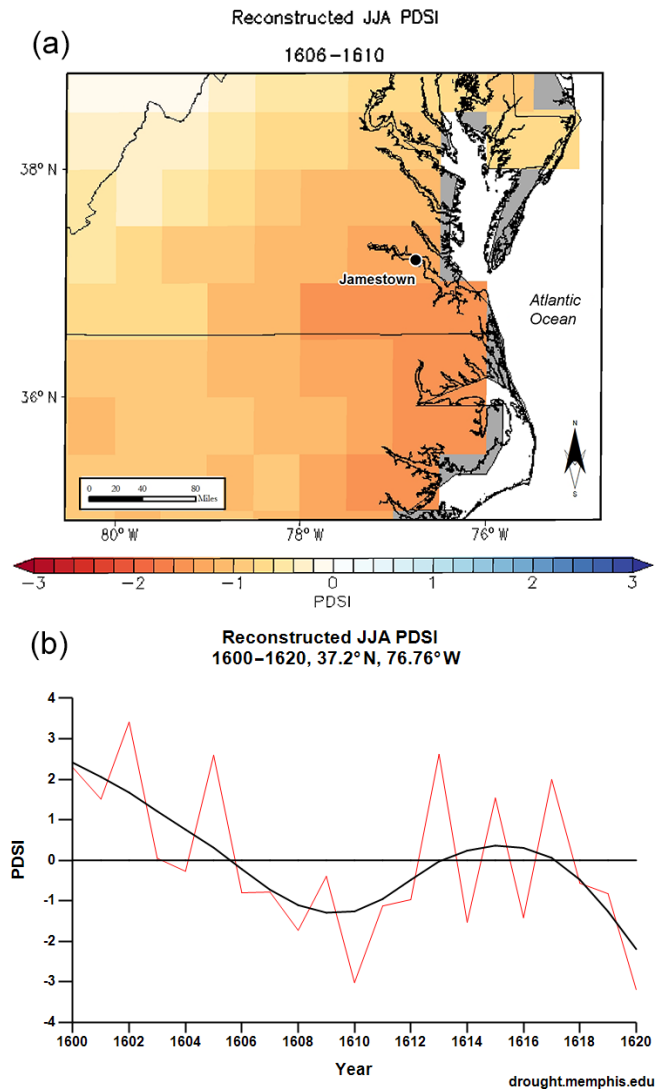 Reconstructed JJA PDSI
(a)
1606–1610
38° N
Jamestown
Atlantic
Ocean
36° N
N
S
0 20 40 80
Miles
80° W 78° W 76° W
−3 −2 −1 0 1 2 3
PDSI
(b)
Reconstructed JJA PDSI
1600–1620, 37.2° N, 76.76° W
4
3
2
1
0
-1
-2
-3
-4
PDSI
1600 1602 1604 1606 1608 1610 1612 1614 1616 1618 1620
Year
drought.memphis.edu